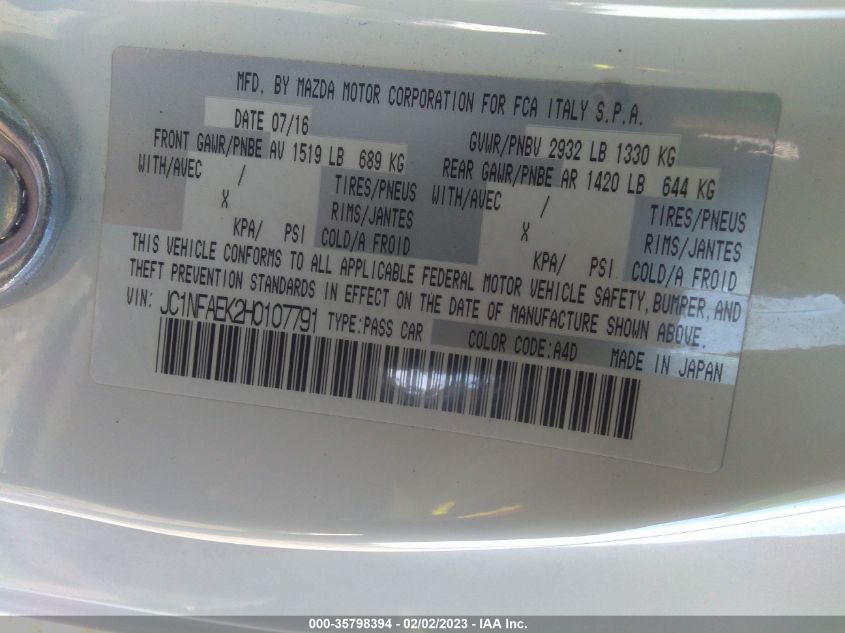 MFD. BY MAZDA MOTOR CORPORATION FOR FCA ITALY S.P.A.
DATE 07/16 GVWR/PNBV 2932 LB 1330 KG
FRONT GAWR/PNBE AV 1519 LB 689 KG REAR GAWR/PNBE AR 1420 LB 644 KG
WITH/AVEC / TIRES/PNEUS WITH/AVEC / TIRES/PNEUS
X RIMS/JANTES X RIMS/JANTES
KPA/ PSI COLD/A FROID KPA/ PSI COLD/A FROID
THIS VEHICLE CONFORMS TO ALL APPLICABLE FEDERAL MOTOR VEHICLE SAFETY, BUMPER, AND
THEFT PREVENTION STANDARDS IN EFFECT ON THE DATE OF MANUFACTURE SHOWN ABOVE.
VIN: JC1NFAEK2H0107791 TYPE:PASS CAR COLOR CODE:A4D MADE IN JAPAN
000-35798394 - 02/02/2023 - IAA Inc.